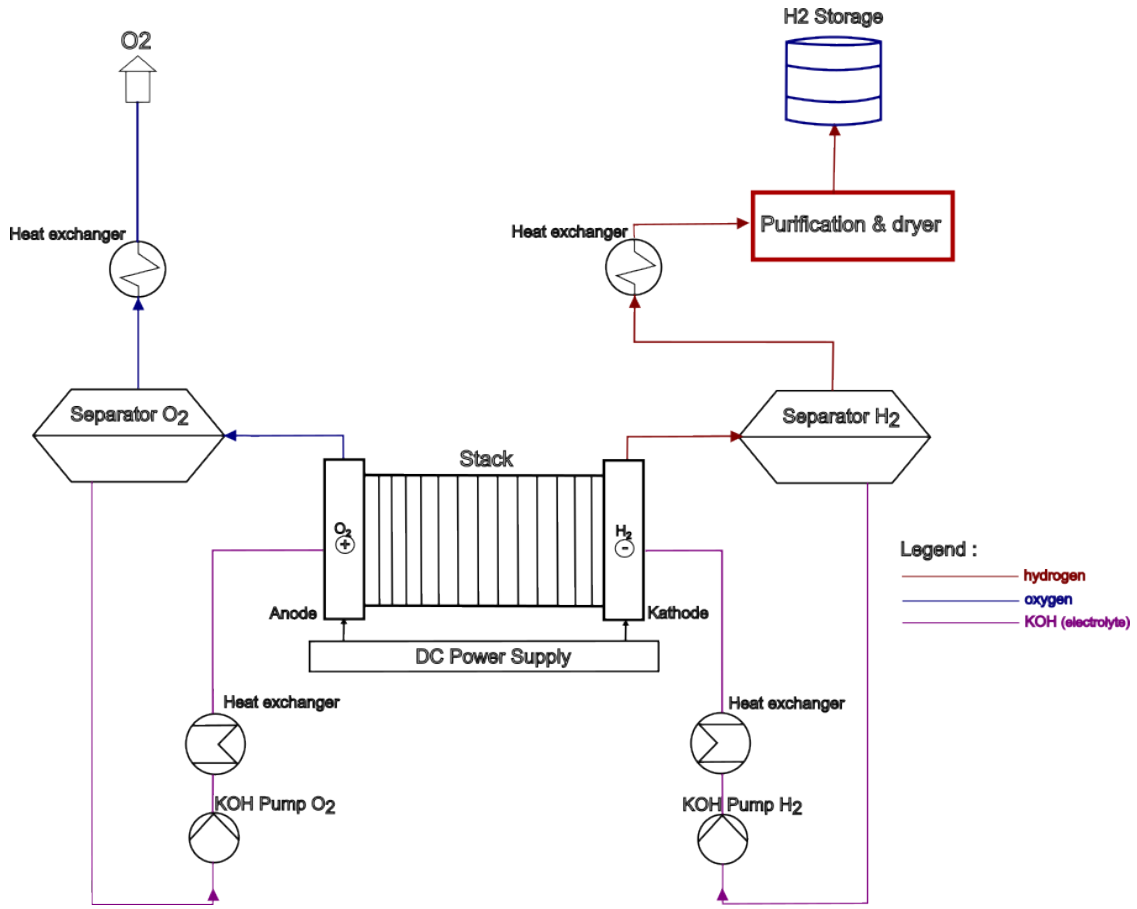 H2 Storage
O2
Purification & dryer
Heat exchanger
Heat exchanger
Separator O2
Separator H2
Stack
O2
+
H2
-
Legend :
hydrogen
oxygen
KOH (electrolyte)
Anode
Kathode
DC Power Supply
Heat exchanger
Heat exchanger
KOH Pump O2
KOH Pump H2